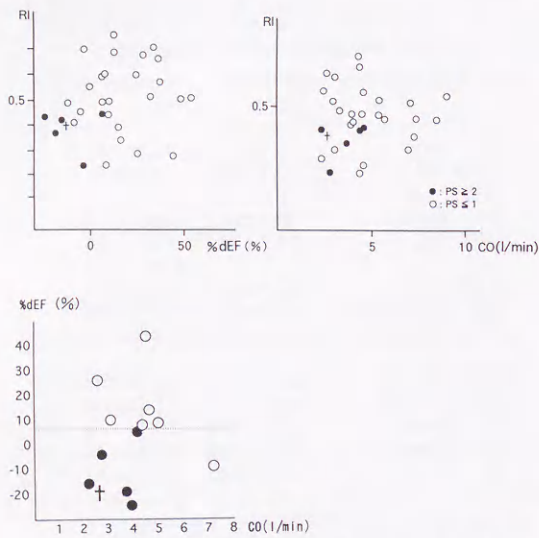 RI
0.5
0
50
%dEF(%)
RI
0.5
●: PS ≧ 2
○: PS ≦ 1
5
10
CO(l/min)
%dEF (%)
40
30
20
10
0
-10
-20
1 2 3 4 5 6 7 8 CO(l/min)